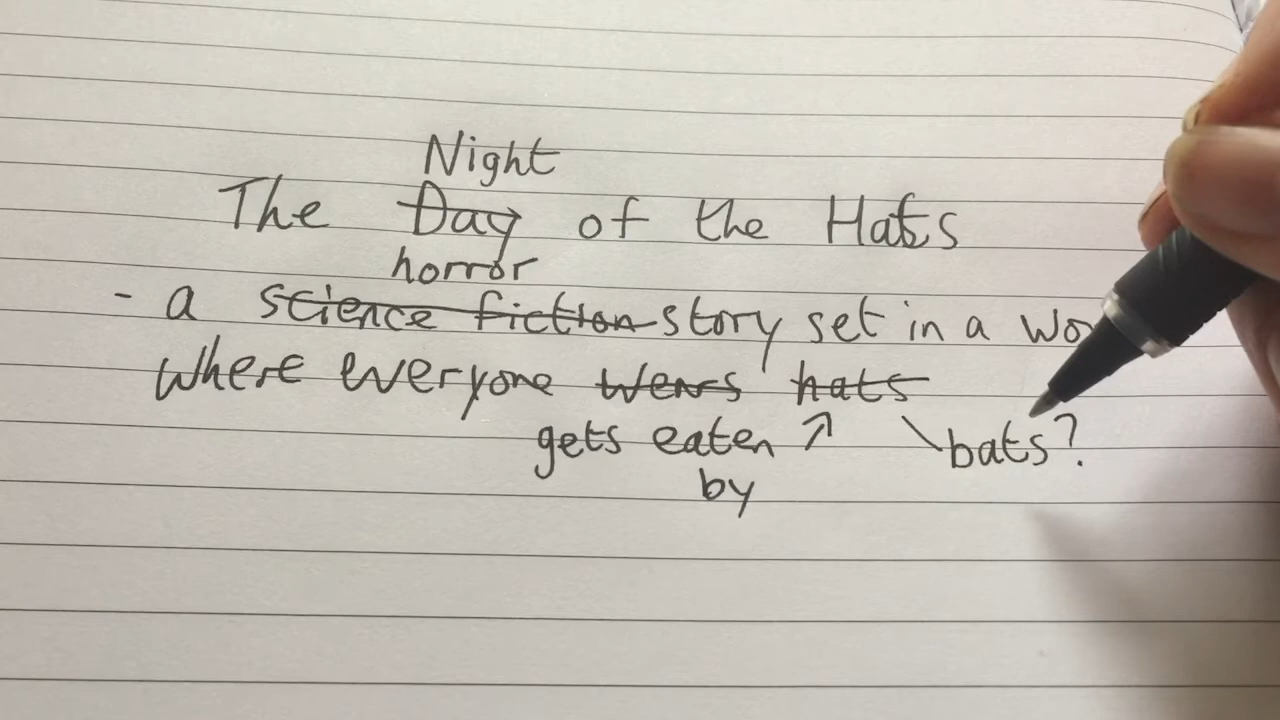 Night
The Day of the Hats
horror
- a science fiction story set in a wo
where everyone wears hats
gets eaten ↗ \bats?
by